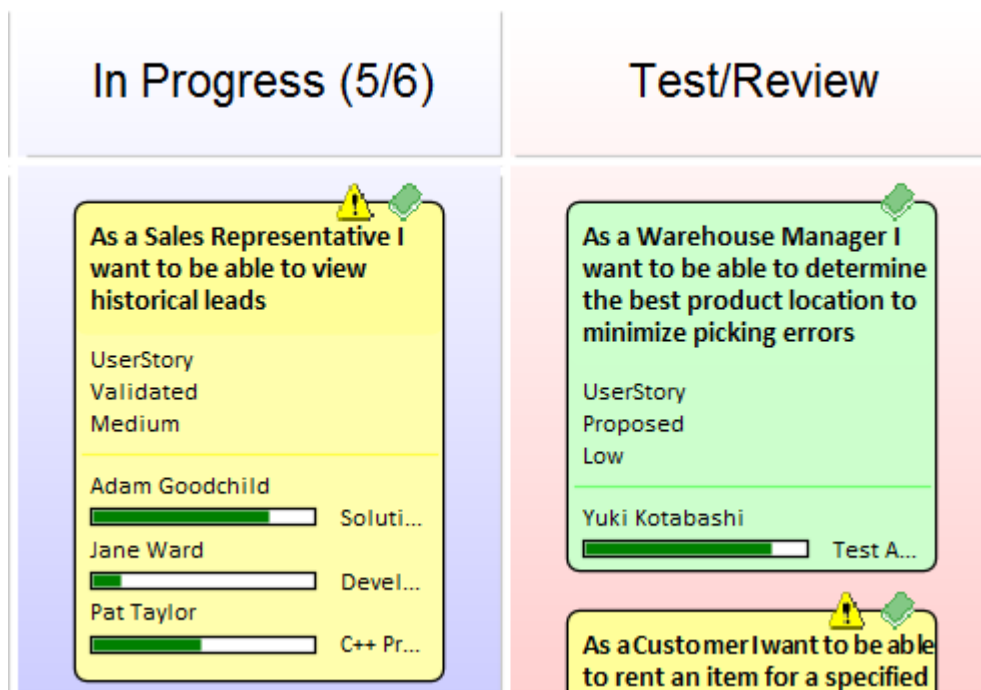 In Progress (5/6)
As a Sales Representative I
want to be able to view
historical leads
UserStory
Validated
Medium
Adam Goodchild
Soluti...
Jane Ward
Devel...
Pat Taylor
C++ Pr...
Test/Review
As a Warehouse Manager I
want to be able to determine
the best product location to
minimize picking errors
UserStory
Proposed
Low
Yuki Kotabashi
Test A...
As a Customer I want to be able
to rent an item for a specified